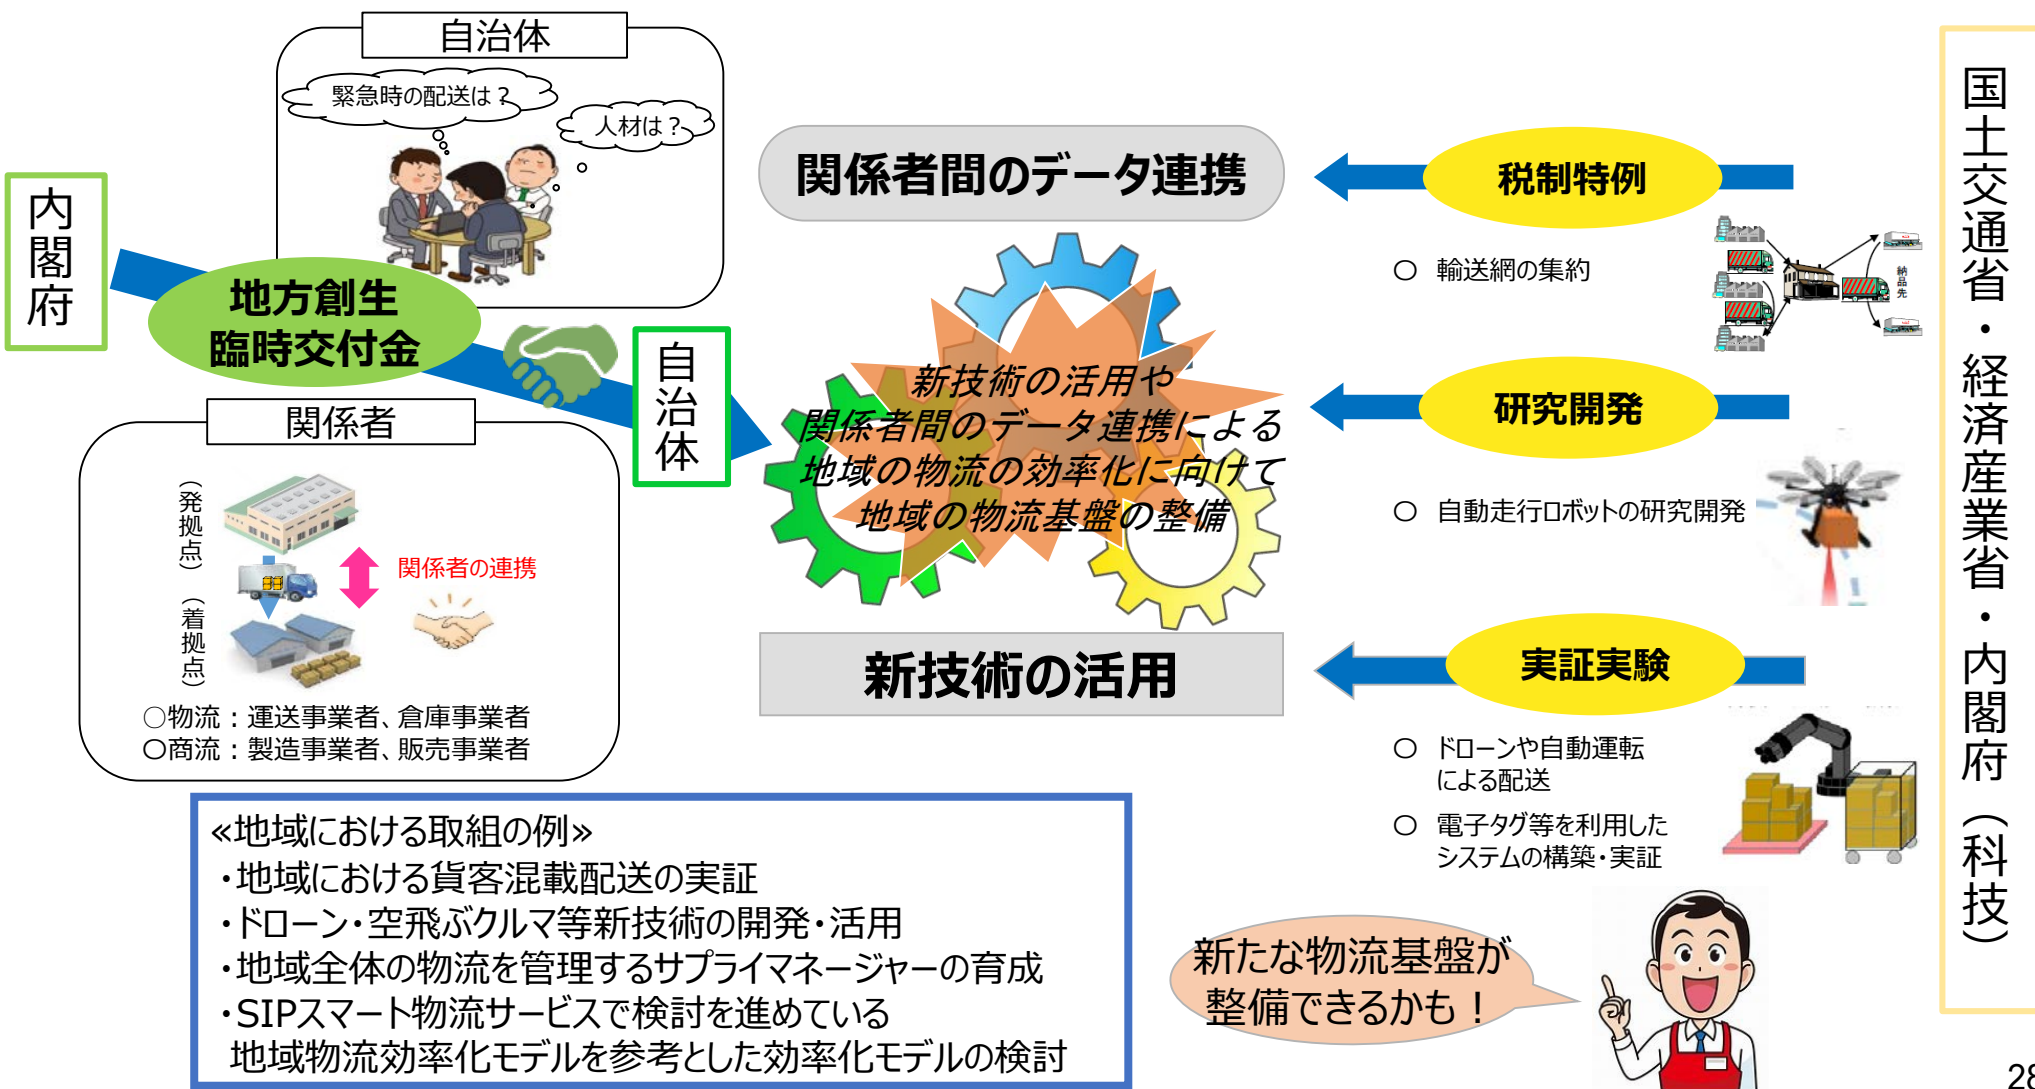 自治体
緊急時の配送は？
人材は？
内閣府
地方創生
臨時交付金
自治体
関係者
（発拠点）
（着拠点）
関係者の連携
○物流：運送事業者、倉庫事業者
○商流：製造事業者、販売事業者
関係者間のデータ連携
新技術の活用や
関係者間のデータ連携による
地域の物流の効率化に向けて
地域の物流基盤の整備
新技術の活用
税制特例
○ 輸送網の集約
納品先
研究開発
○ 自動走行ロボットの研究開発
実証実験
○ ドローンや自動運転
による配送
○ 電子タグ等を利用した
システムの構築・実証
国土交通省・経済産業省・内閣府（科技）
≪地域における取組の例≫
・地域における貨客混載配送の実証
・ドローン・空飛ぶクルマ等新技術の開発・活用
・地域全体の物流を管理するサプライマネージャーの育成
・SIPスマート物流サービスで検討を進めている
地域物流効率化モデルを参考とした効率化モデルの検討
新たな物流基盤が
整備できるかも！
28